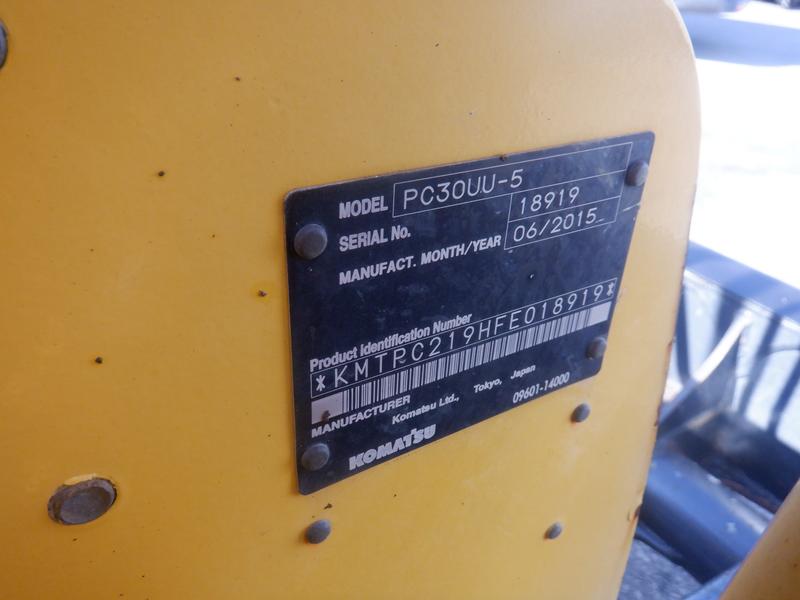 MODEL PC30UU-5
SERIAL No. 18919
MANUFACT. MONTH/YEAR 06/2015
Product Identification Number
*KMTPC219HFE018919*
MANUFACTURER
Komatsu Ltd., Tokyo, Japan
KOMATSU 09601-14000